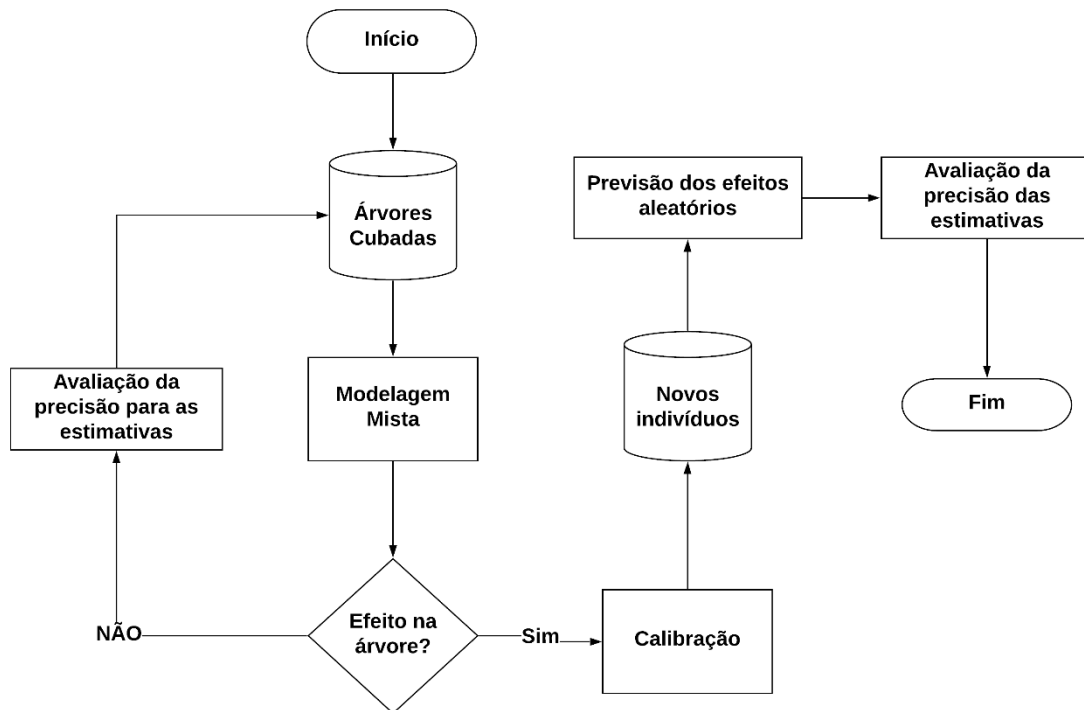 Início
Árvores
Cubadas
Modelagem
Mista
Efeito na
árvore?
NÃO
Avaliação da
precisão para as
estimativas
Sim
Calibração
Novos
indivíduos
Previsão dos efeitos
aleatórios
Avaliação da
precisão das
estimativas
Fim